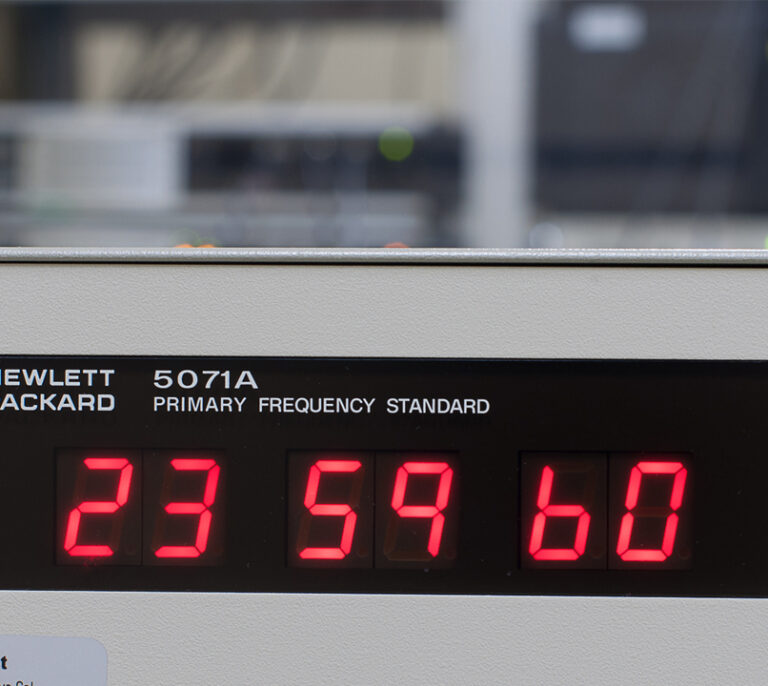 EWLETT
ACKARD
5071A
PRIMARY FREQUENCY STANDARD
23 59 60
t